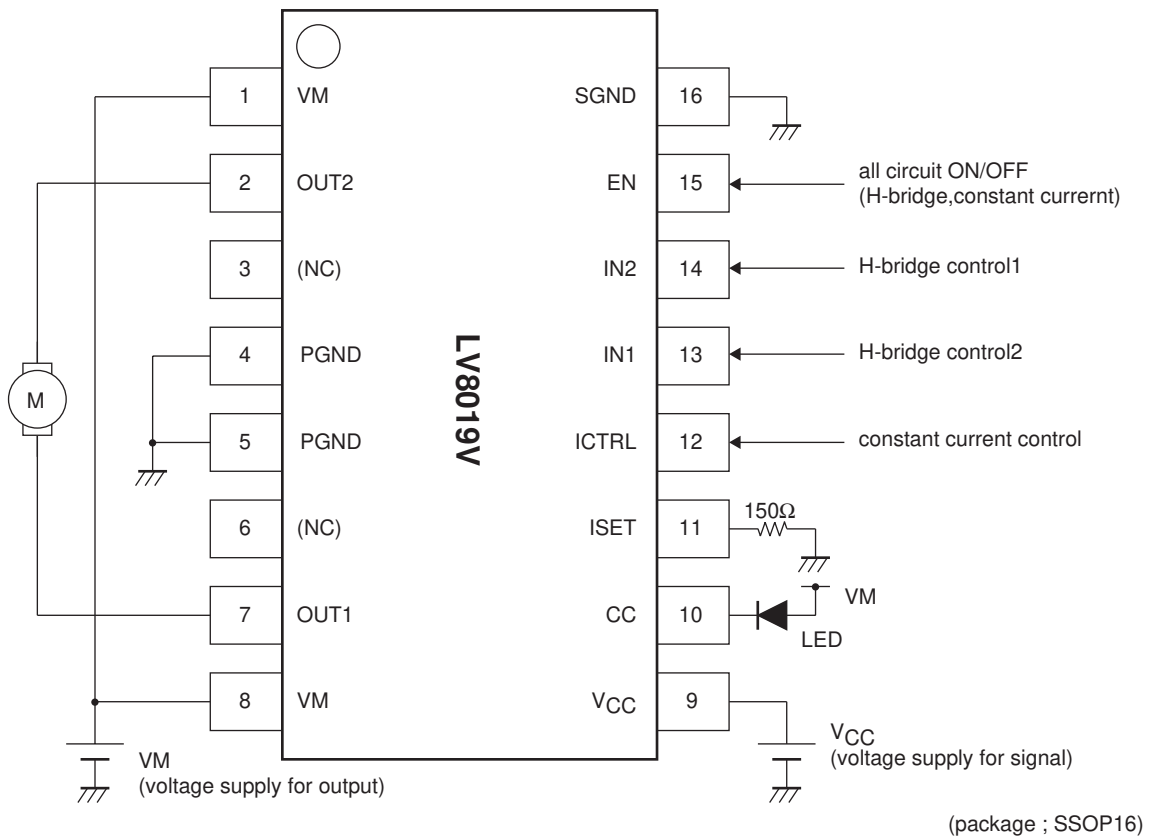 1 VM
2 OUT2
3 (NC)
4 PGND
5 PGND
6 (NC)
7 OUT1
8 VM
M
VM
(voltage supply for output)
LV8019V
SGND 16
EN 15
all circuit ON/OFF
(H-bridge,constant currernt)
IN2 14
H-bridge control1
IN1 13
H-bridge control2
ICTRL 12
constant current control
ISET 11
150Ω
CC 10
VM
LED
VCC 9
VCC
(voltage supply for signal)
(package ; SSOP16)